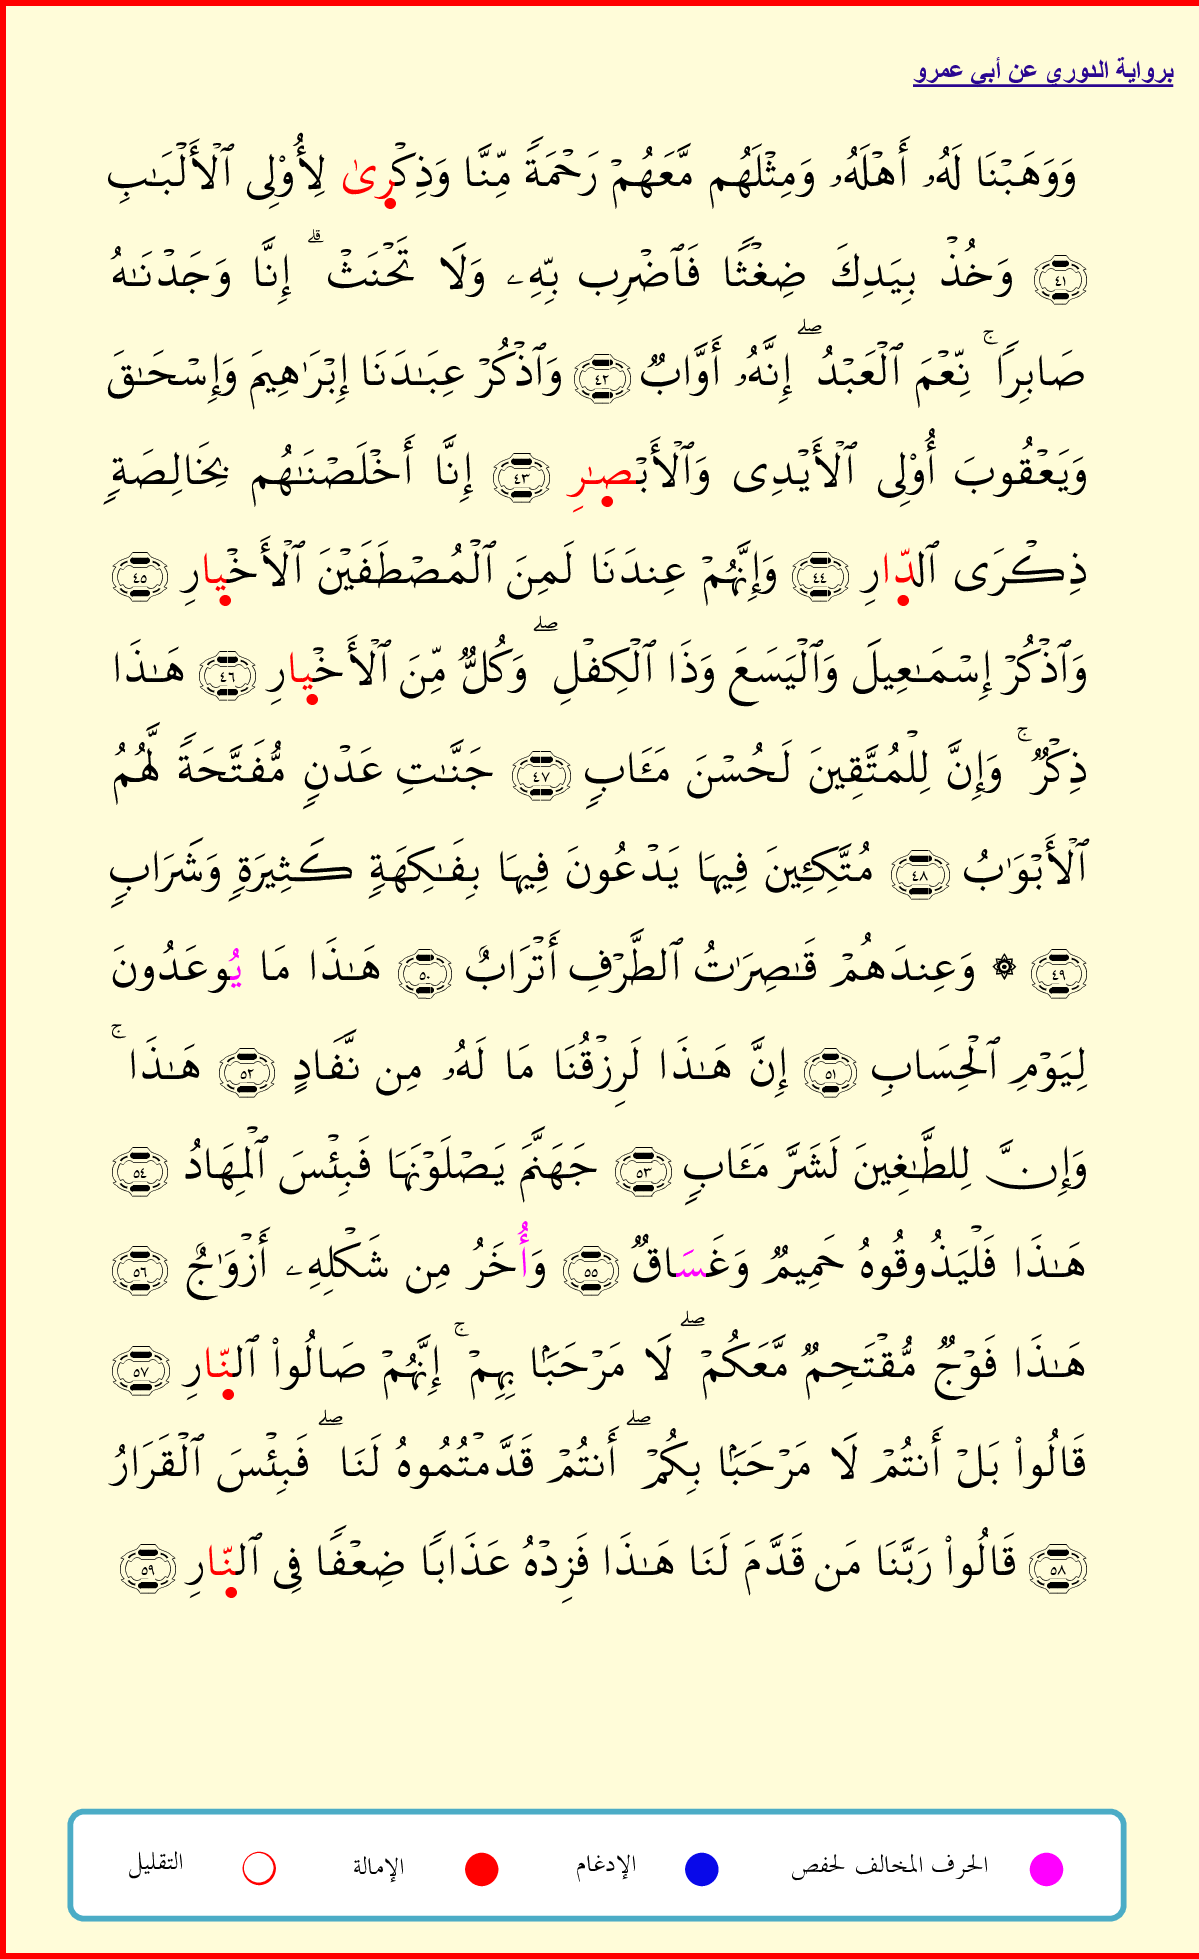 برواية الدوري عن أبي عمرو
وَوَهَبْنَا لَهُۥ أَهْلَهُۥ وَمِثْلَهُم مَّعَهُمْ رَحْمَةً مِّنَّا وَذِكْرِىٰ لِأُوْلِى ٱلْأَلْبَـٰبِ
٤١ وَخُذْ بِيَدِكَ ضِغْثًا فَٱضْرِب بِّهِۦ وَلَا تَحْنَثْ ۗ إِنَّا وَجَدْنَـٰهُ
صَابِرًا ۚ نِّعْمَ ٱلْعَبْدُ ۖ إِنَّهُۥ أَوَّابٌ ٤٢ وَٱذْكُرْ عِبَـٰدَنَا إِبْرَٰهِيمَ وَإِسْحَـٰقَ
وَيَعْقُوبَ أُوْلِى ٱلْأَيْدِى وَٱلْأَبْصـٰرِ ٤٣ إِنَّا أَخْلَصْنَـٰهُم بِخَالِصَةٍ
ذِكْرَى ٱلدّارِ ٤٤ وَإِنَّهُمْ عِندَنَا لَمِنَ ٱلْمُصْطَفَيْنَ ٱلْأَخْيارِ ٤٥
وَٱذْكُرْ إِسْمَـٰعِيلَ وَٱلْيَسَعَ وَذَا ٱلْكِفْلِ ۖ وَكُلٌّ مِّنَ ٱلْأَخْيارِ ٤٦ هَـٰذَا
ذِكْرٌ ۚ وَإِنَّ لِلْمُتَّقِينَ لَحُسْنَ مَـَٔابٍ ٤٧ جَنَّـٰتِ عَدْنٍ مُّفَتَّحَةً لَّهُمُ
ٱلْأَبْوَٰبُ ٤٨ مُتَّكِـِٔينَ فِيهَا يَدْعُونَ فِيهَا بِفَـٰكِهَةٍ كَثِيرَةٍ وَشَرَابٍ
٤٩ ۞ وَعِندَهُمْ قَـٰصِرَٰتُ ٱلطَّرْفِ أَتْرَابٌ ٥٠ هَـٰذَا مَا يُوعَدُونَ
لِيَوْمِ ٱلْحِسَابِ ٥١ إِنَّ هَـٰذَا لَرِزْقُنَا مَا لَهُۥ مِن نَّفَادٍ ٥٢ هَـٰذَا ۚ
وَإِنَّ لِلطَّـٰغِينَ لَشَرَّ مَـَٔابٍ ٥٣ جَهَنَّمَ يَصْلَوْنَهَا فَبِئْسَ ٱلْمِهَادُ ٥٤
هَـٰذَا فَلْيَذُوقُوهُ حَمِيمٌ وَغَسَاقٌ ٥٥ وَأُخَرُ مِن شَكْلِهِۦ أَزْوَٰجٌ ٥٦
هَـٰذَا فَوْجٌ مُّقْتَحِمٌ مَّعَكُمْ ۖ لَا مَرْحَبًۢا بِهِمْ ۚ إِنَّهُمْ صَالُواْ ٱلنّارِ ٥٧
قَالُواْ بَلْ أَنتُمْ لَا مَرْحَبًۢا بِكُمْ ۖ أَنتُمْ قَدَّمْتُمُوهُ لَنَا ۖ فَبِئْسَ ٱلْقَرَارُ
٥٨ قَالُواْ رَبَّنَا مَن قَدَّمَ لَنَا هَـٰذَا فَزِدْهُ عَذَابًا ضِعْفًا فِى ٱلنّارِ ٥٩
الحرف المخالف لحفص الإدغام الإمالة التقليل